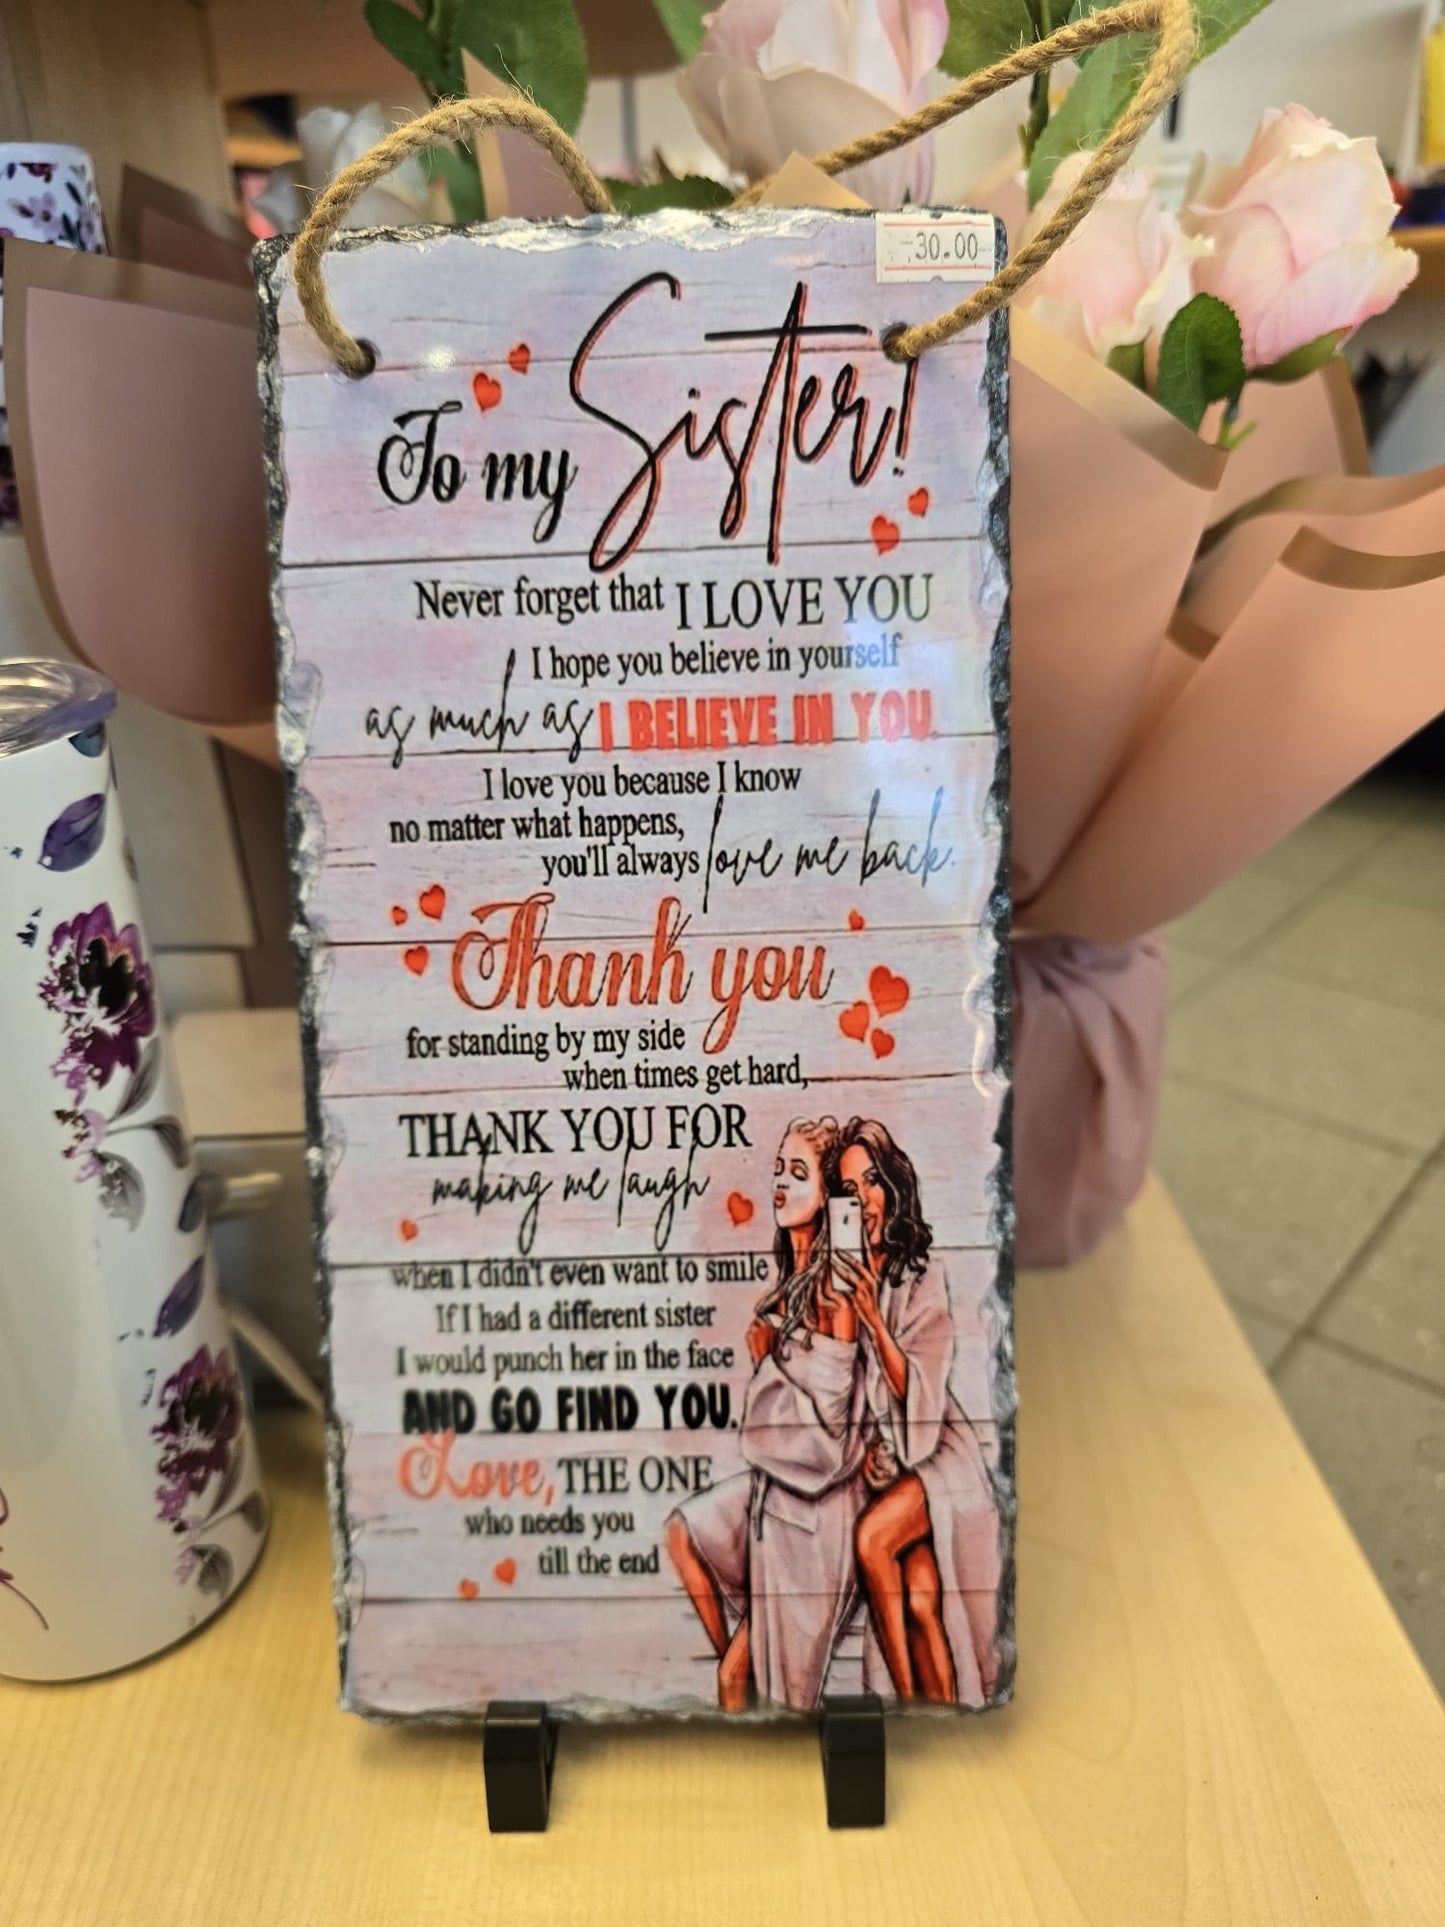 30.00
To my Sister!
Never forget that I LOVE YOU
I hope you believe in yourself
as much as I BELIEVE IN YOU.
I love you because I know
no matter what happens,
you'll always love me back.
Thank you
for standing by my side
when times get hard,
THANK YOU FOR
making me laugh
when I didn't even want to smile
If I had a different sister
I would punch her in the face
AND GO FIND YOU.
Love, THE ONE
who needs you
till the end